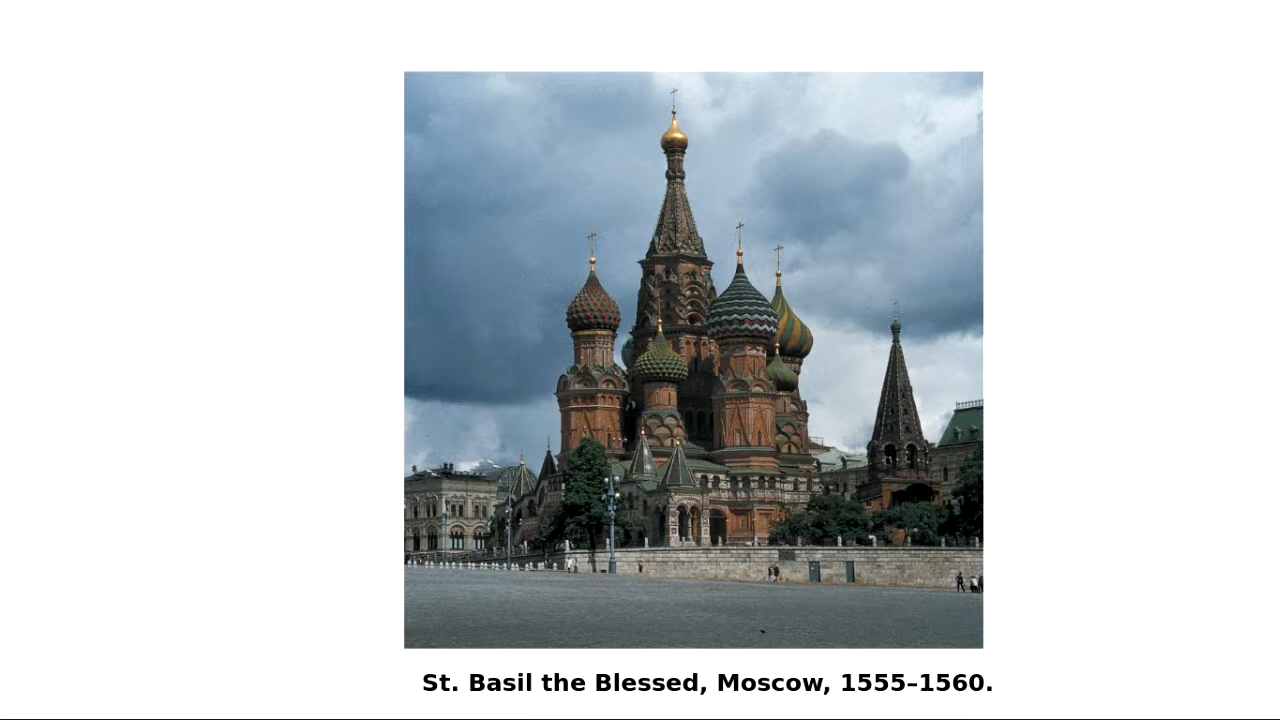 St. Basil the Blessed, Moscow, 1555–1560.